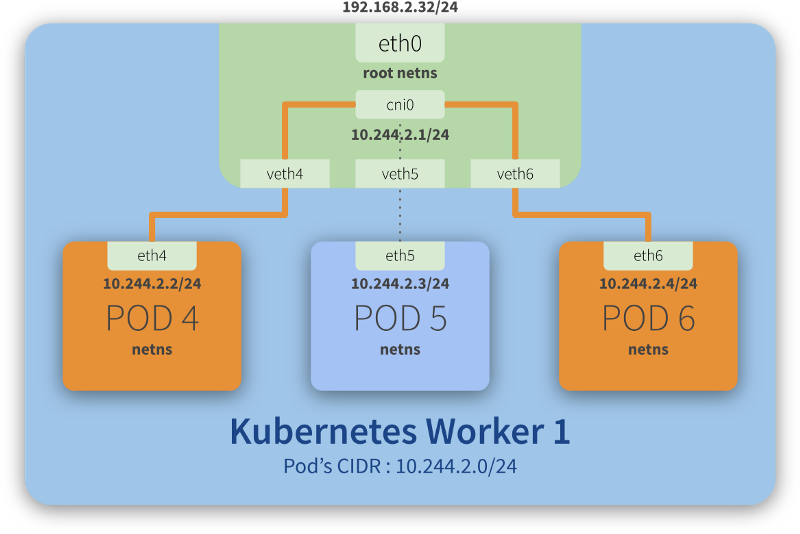 192.168.2.32/24
eth0
root netns
cni0
10.244.2.1/24
veth4 veth5 veth6
eth4 eth5 eth6
10.244.2.2/24 10.244.2.3/24 10.244.2.4/24
POD 4 POD 5 POD 6
netns netns netns
Kubernetes Worker 1
Pod’s CIDR : 10.244.2.0/24